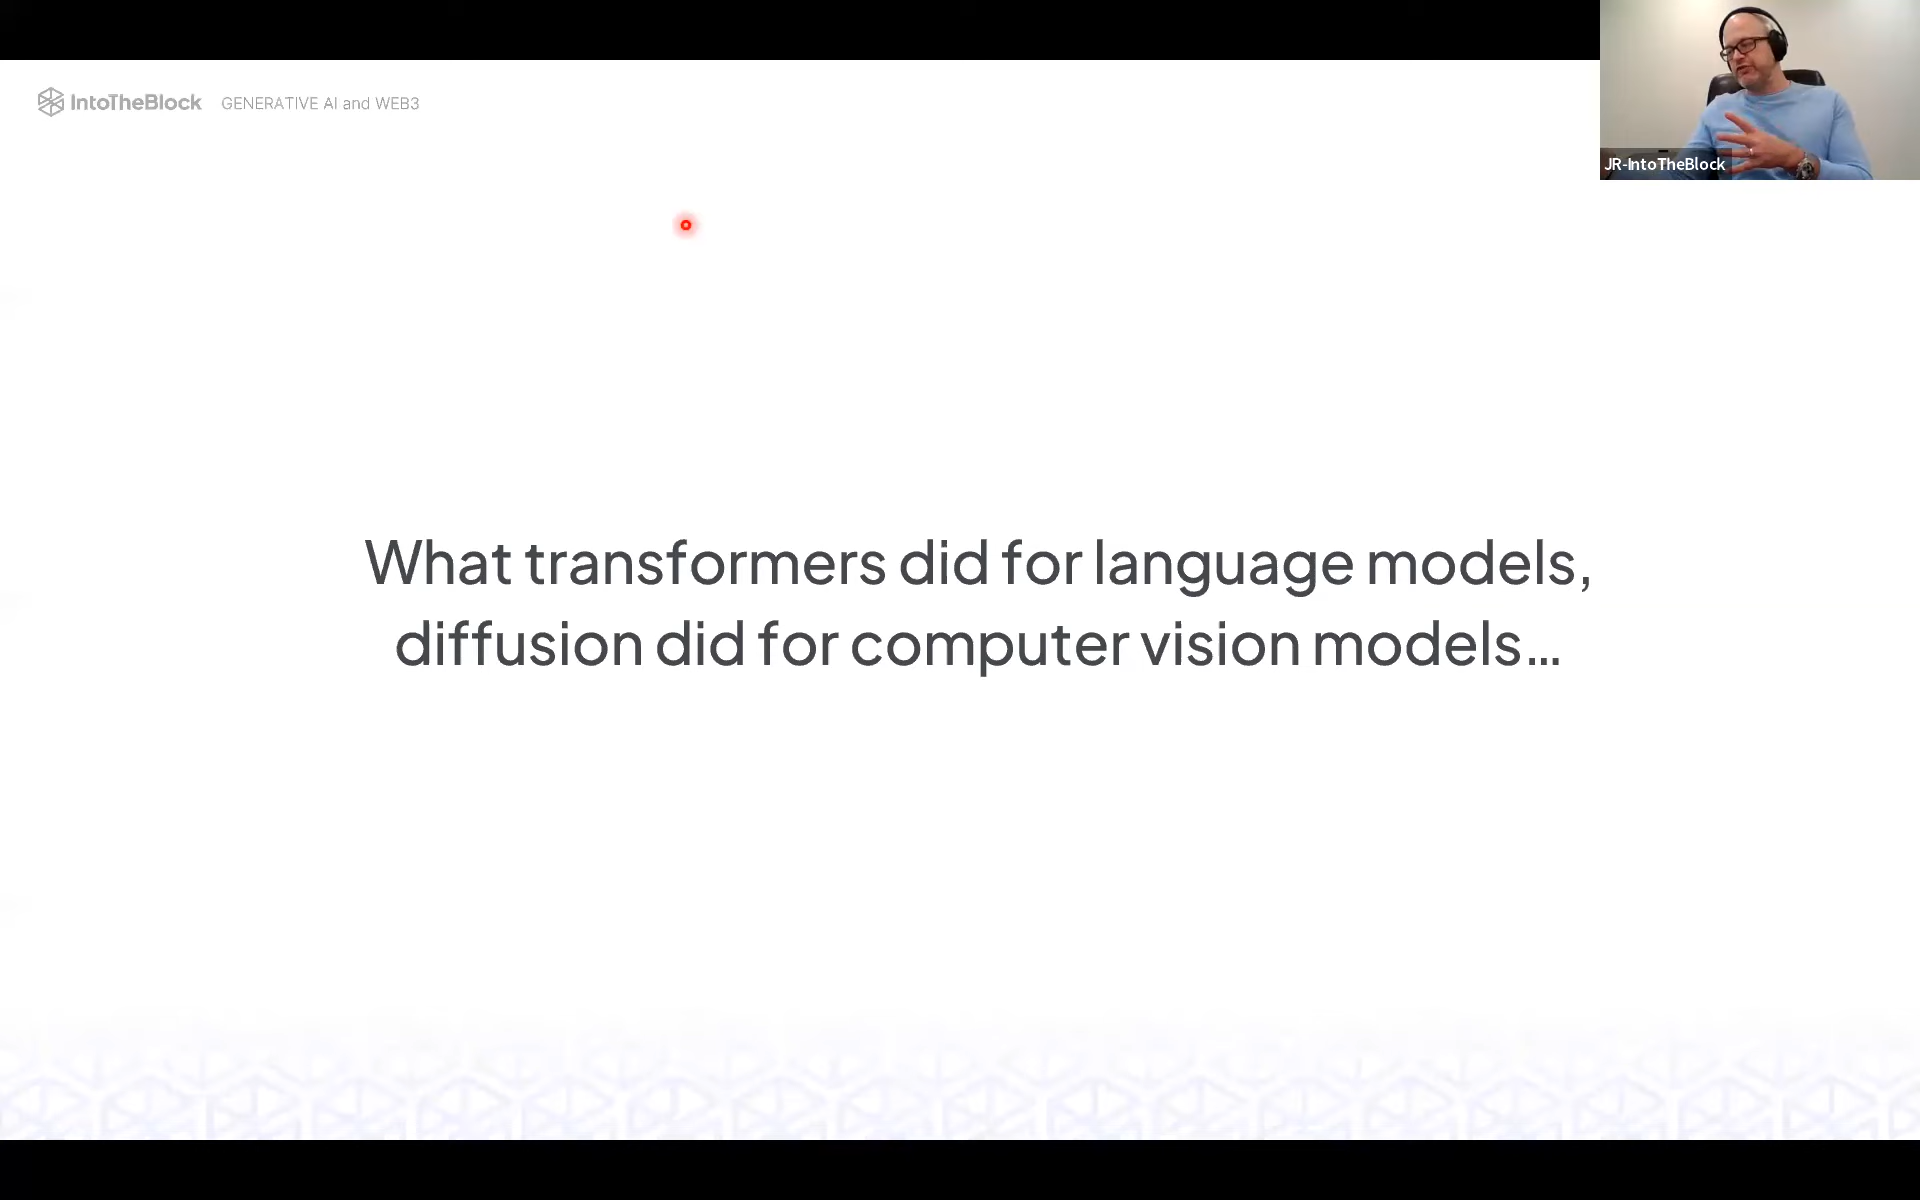 IntoTheBlock GENERATIVE AI and WEB3
JR-IntoTheBlock
What transformers did for language models,
diffusion did for computer vision models...